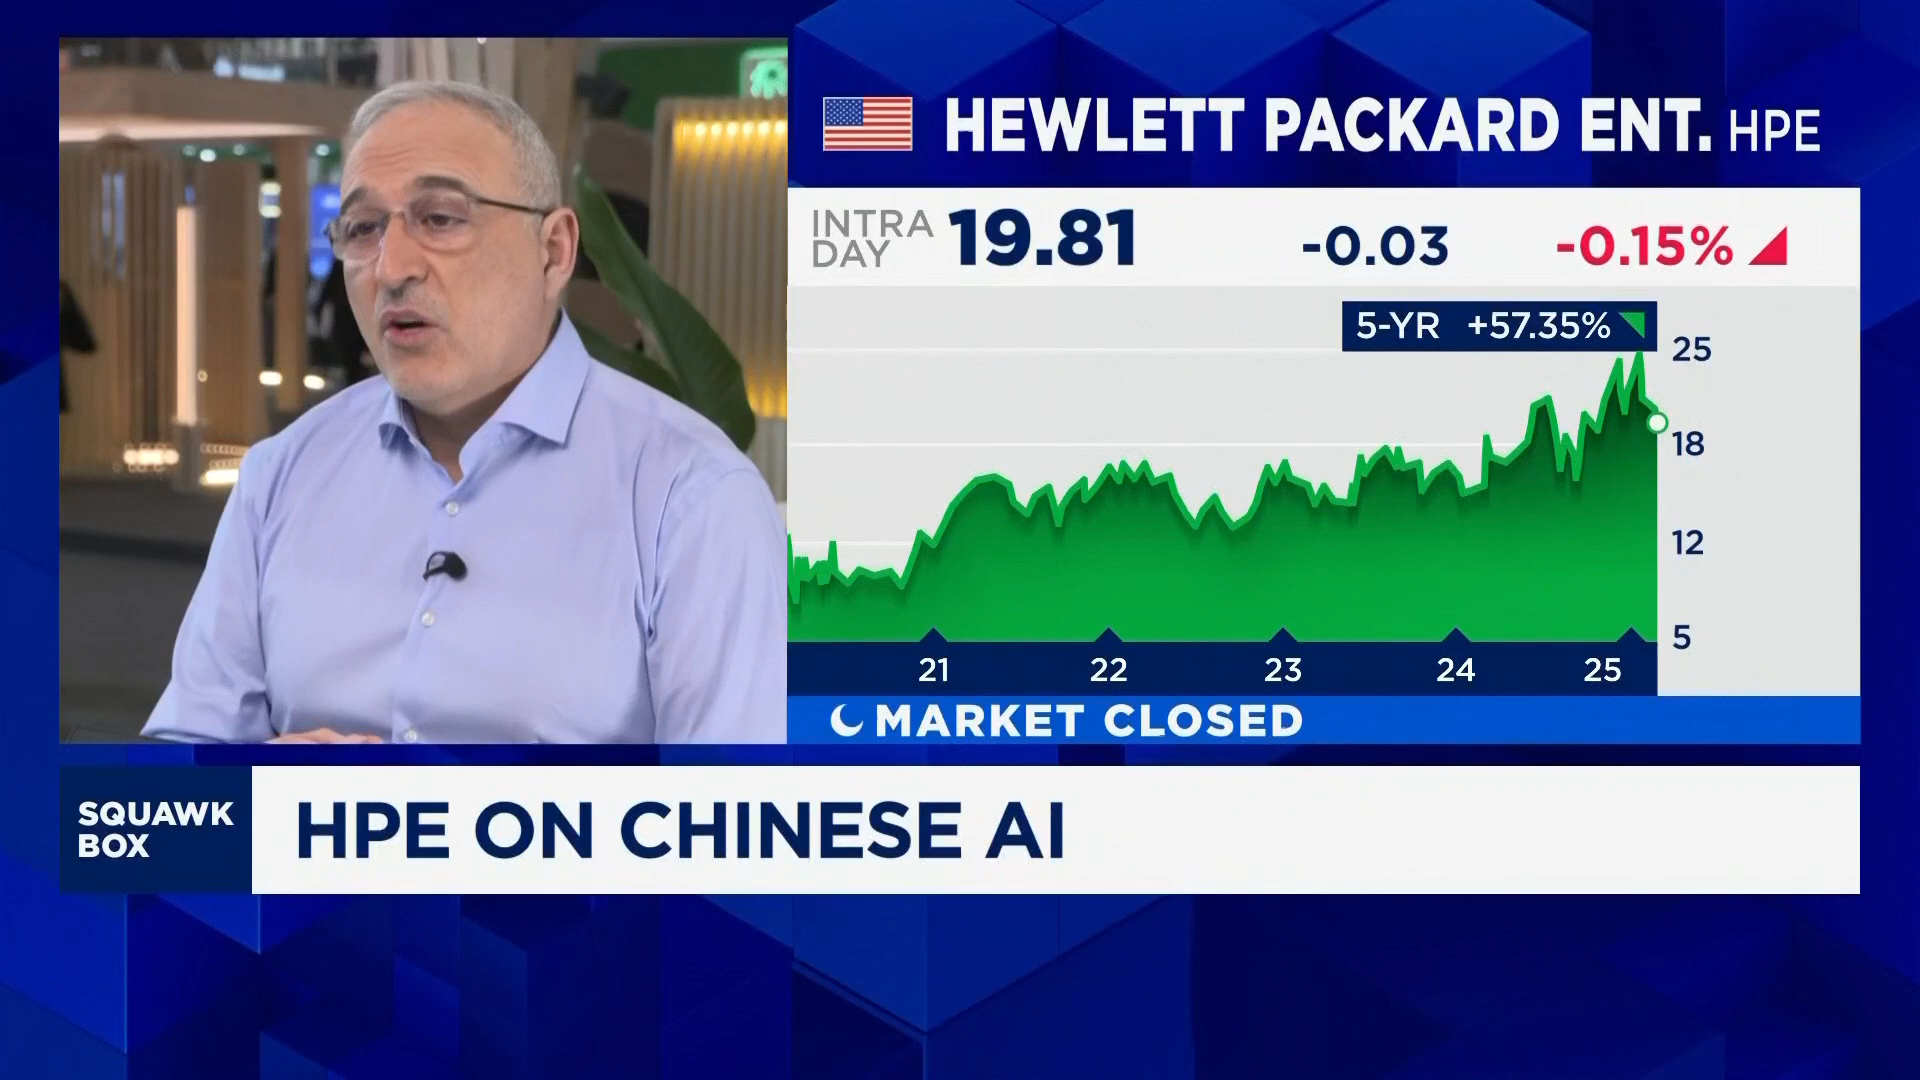 HEWLETT PACKARD ENT. HPE
INTRA
DAY
19.81 -0.03 -0.15%
5-YR +57.35%
25
18
12
5
21 22 23 24 25
MARKET CLOSED
SQUAWK
BOX
HPE ON CHINESE AI